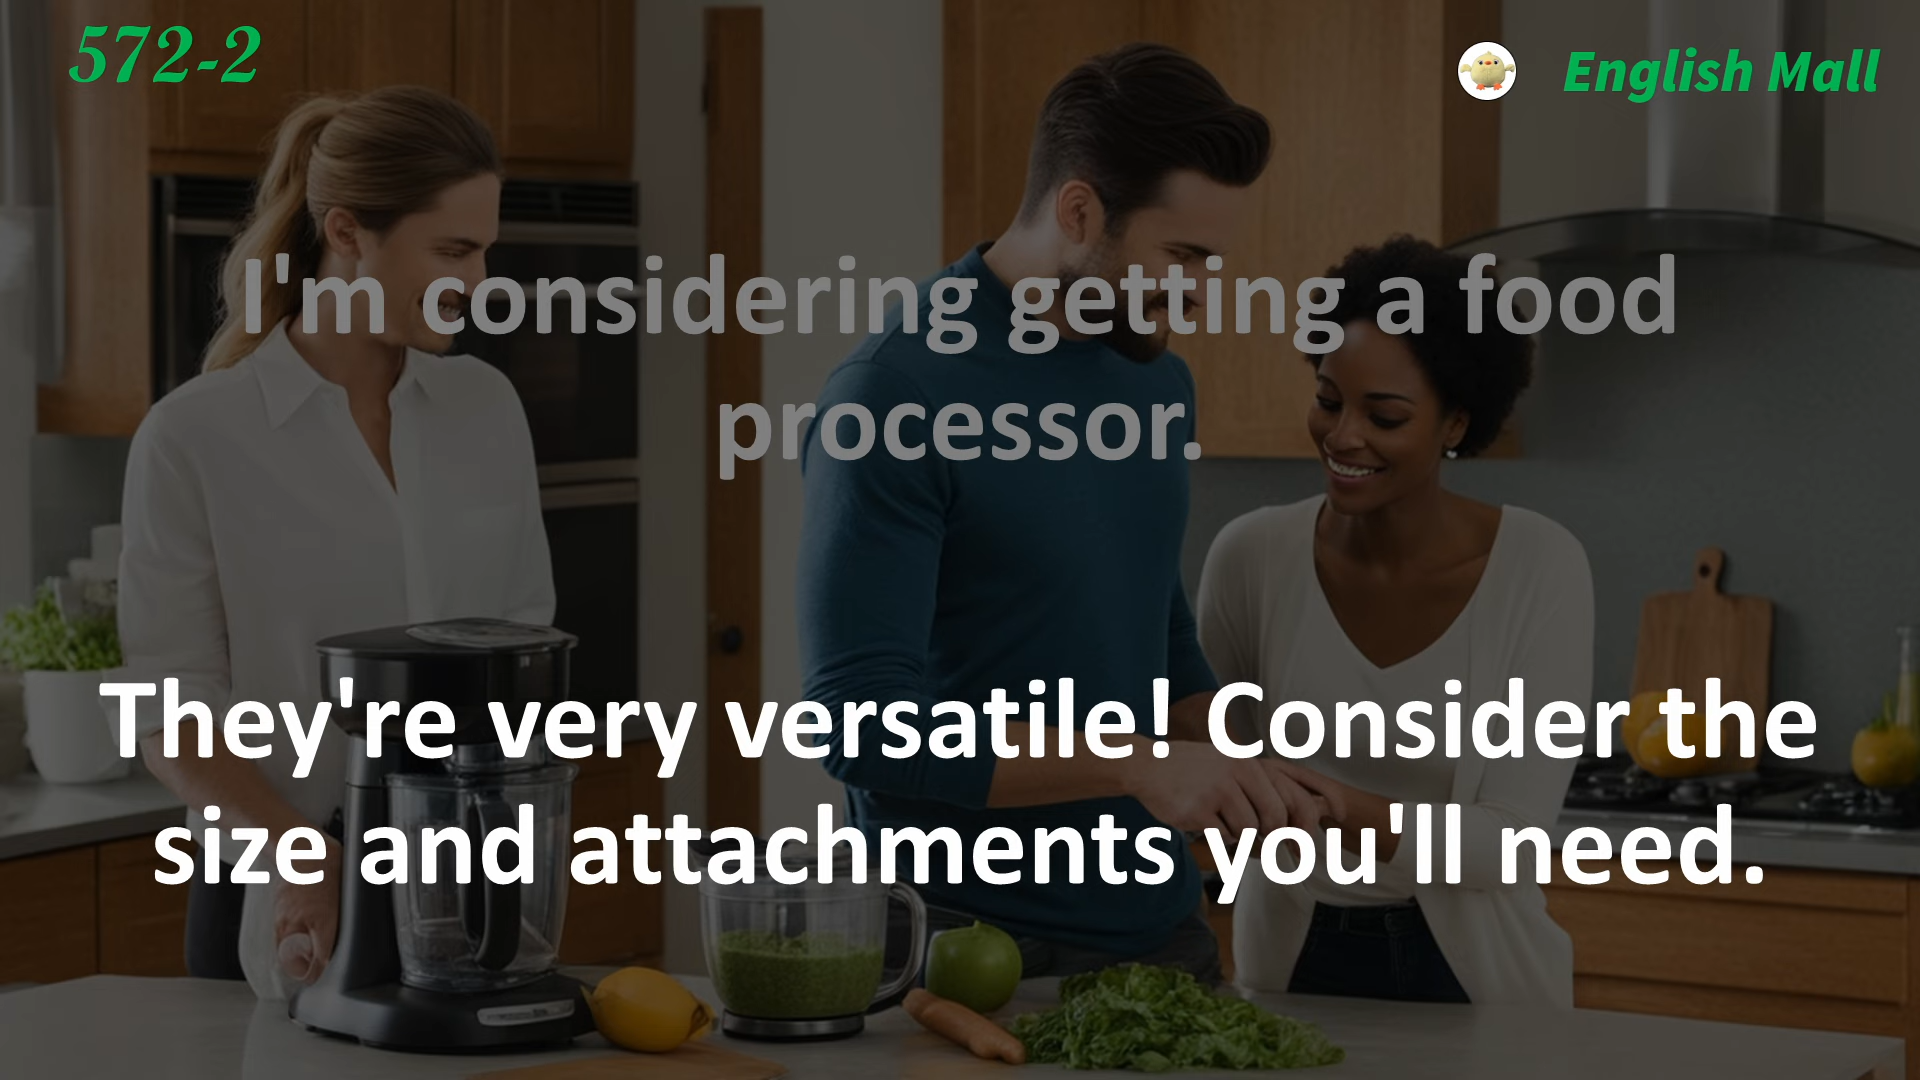 572-2
English Mall
I'm considering getting a food
processor.
They're very versatile! Consider the
size and attachments you'll need.